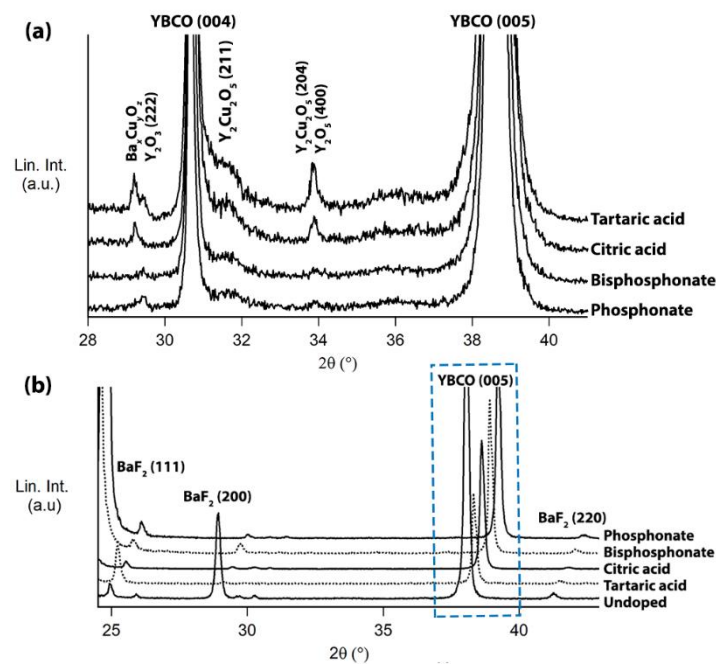 (a)
YBCO (004)
YBCO (005)
BaxCuyOz
Y2O3 (222)
Y2Cu2O5 (211)
Y2Cu2O5 (204)
Y2O5 (400)
Lin. Int.
(a.u.)
Tartaric acid
Citric acid
Bisphosphonate
Phosphonate
28 30 32 34 36 38 40
2θ (°)
(b)
YBCO (005)
BaF2 (111)
BaF2 (200)
BaF2 (220)
Lin. Int.
(a.u)
Phosphonate
Bisphosphonate
Citric acid
Tartaric acid
Undoped
25 30 35 40
2θ (°)